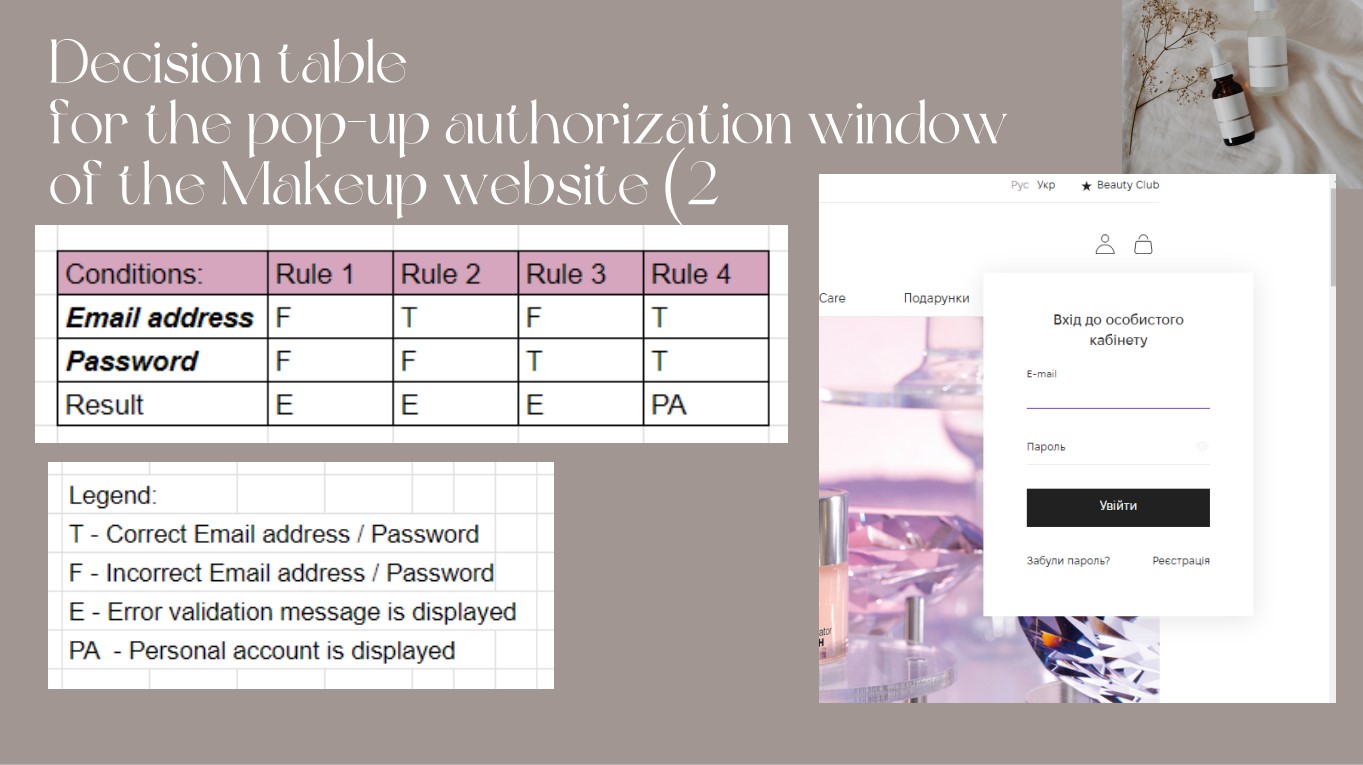 Decision table
for the pop-up authorization window
of the Makeup website (2
Conditions: Rule 1 Rule 2 Rule 3 Rule 4
Email address F T F T
Password F F T T
Result E E E PA
Legend:
T - Correct Email address / Password
F - Incorrect Email address / Password
E - Error validation message is displayed
PA - Personal account is displayed
Рус Укр ★ Beauty Club
Care Подарунки
Вхід до особистого
кабінету
E-mail
Пароль
Увійти
Забули пароль? Реєстрація
ator
H